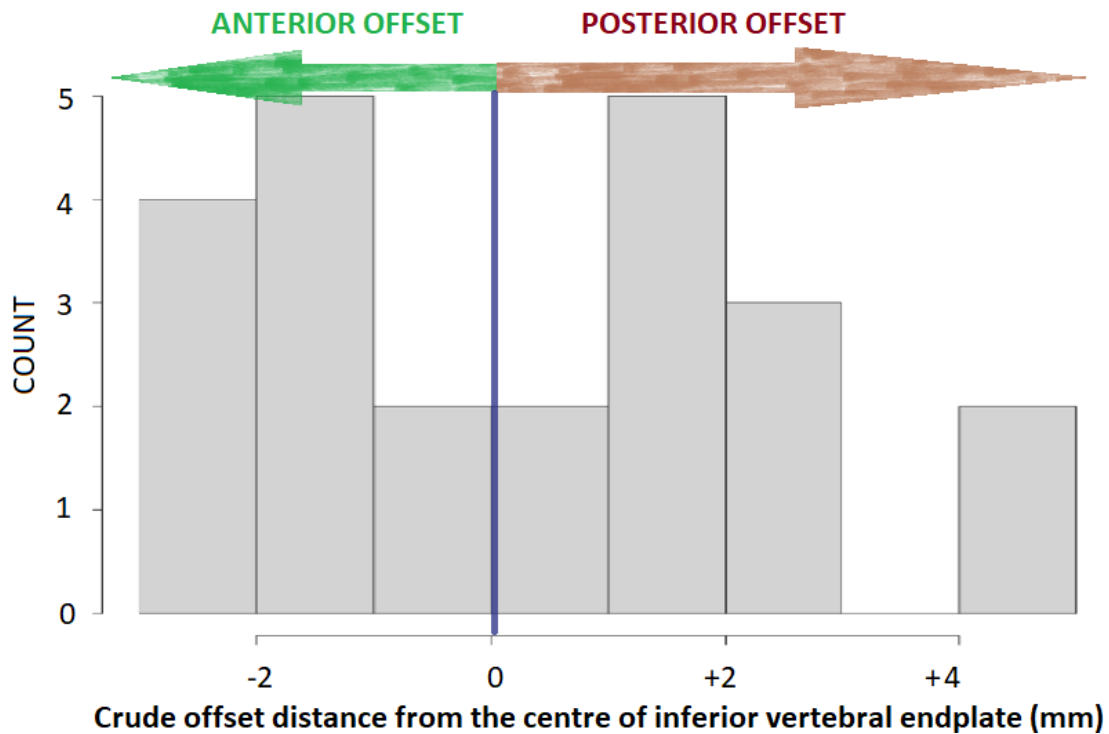 ANTERIOR OFFSET
POSTERIOR OFFSET
5
4
3
2
1
0
COUNT
-2
0
+2
+4
Crude offset distance from the centre of inferior vertebral endplate (mm)